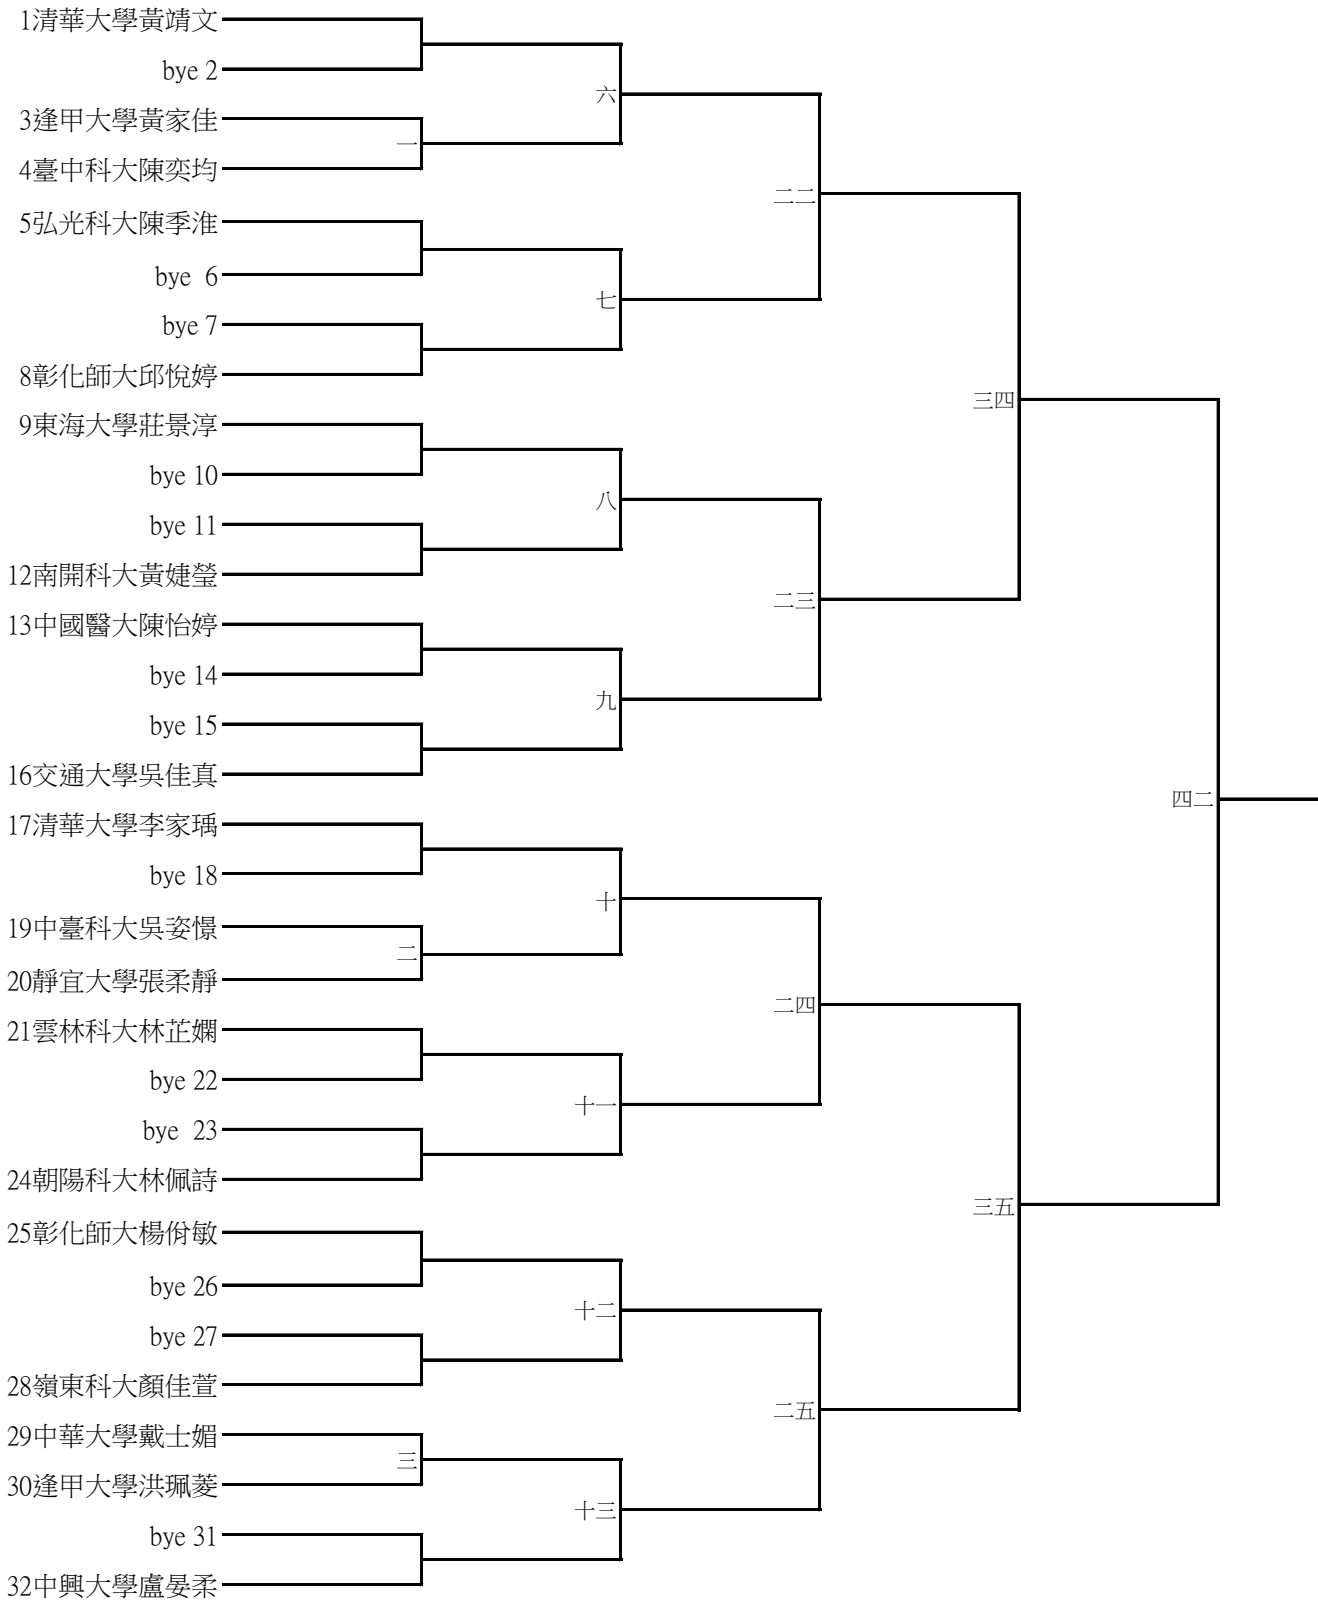 1清華大學黃靖文
bye 2
六
3逢甲大學黃家佳
一
4臺中科大陳奕均
二二
5弘光科大陳季淮
bye 6
七
bye 7
8彰化師大邱悅婷
三四
9東海大學莊景淳
bye 10
八
bye 11
12南開科大黃婕瑩
二三
13中國醫大陳怡婷
bye 14
九
bye 15
16交通大學吳佳真
四二
17清華大學李家瑀
bye 18
十
19中臺科大吳姿憬
二
20靜宜大學張柔靜
二四
21雲林科大林芷嫻
bye 22
十一
bye 23
24朝陽科大林佩詩
三五
25彰化師大楊佾敏
bye 26
十二
bye 27
28嶺東科大顏佳萱
二五
29中華大學戴士媚
三
30逢甲大學洪珮菱
十三
bye 31
32中興大學盧晏柔